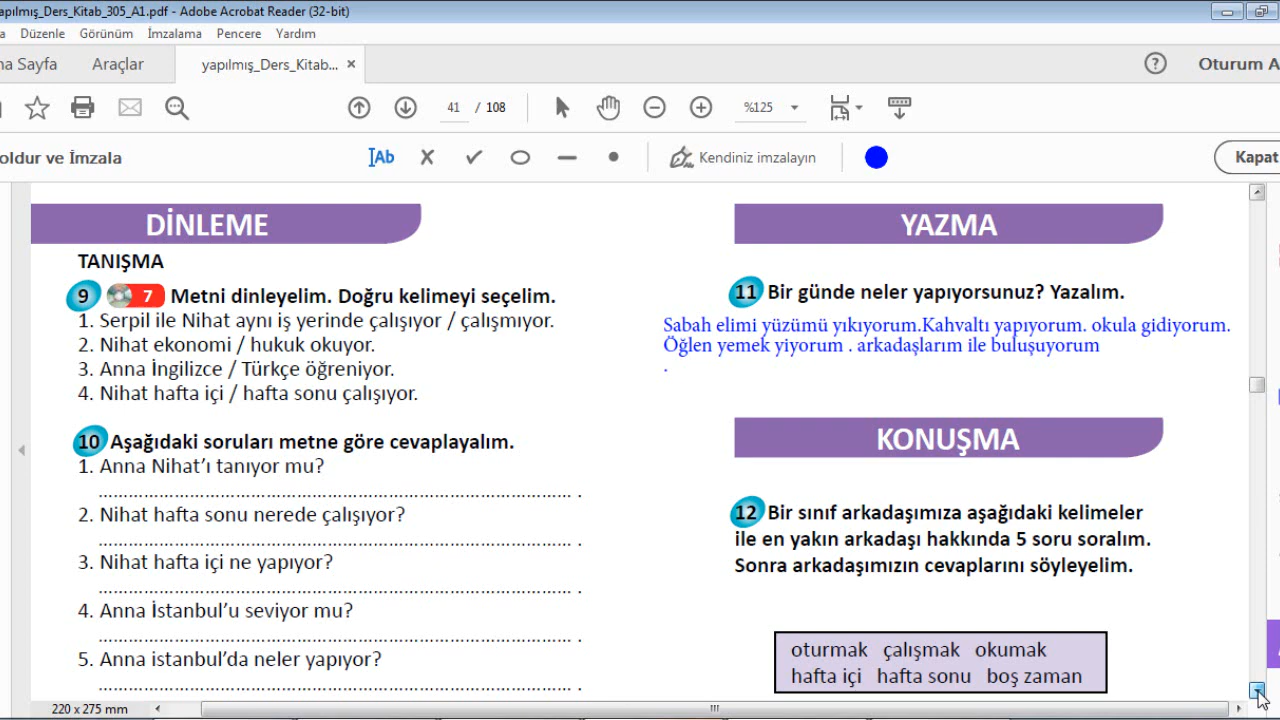 apılmış_Ders_Kitab_305_A1.pdf - Adobe Acrobat Reader (32-bit)
Düzenle Görünüm İmzalama Pencere Yardım
na Sayfa Araçlar yapılmış_Ders_Kitab... × Oturum A
41 / 108 %125
oldur ve İmzala Ab Kendiniz imzalayın Kapat
DİNLEME
TANIŞMA
9 7 Metni dinleyelim. Doğru kelimeyi seçelim.
1. Serpil ile Nihat aynı iş yerinde çalışıyor / çalışmıyor.
2. Nihat ekonomi / hukuk okuyor.
3. Anna İngilizce / Türkçe öğreniyor.
4. Nihat hafta içi / hafta sonu çalışıyor.
10 Aşağıdaki soruları metne göre cevaplayalım.
1. Anna Nihat’ı tanıyor mu?
.......................................................................................... .
2. Nihat hafta sonu nerede çalışıyor?
.......................................................................................... .
3. Nihat hafta içi ne yapıyor?
.......................................................................................... .
4. Anna İstanbul’u seviyor mu?
.......................................................................................... .
5. Anna istanbul’da neler yapıyor?
.......................................................................................... .
YAZMA
11 Bir günde neler yapıyorsunuz? Yazalım.
Sabah elimi yüzümü yıkıyorum.Kahvaltı yapıyorum. okula gidiyorum.
Öğlen yemek yiyorum . arkadaşlarım ile buluşuyorum
.
KONUŞMA
12 Bir sınıf arkadaşımıza aşağıdaki kelimeler
ile en yakın arkadaşı hakkında 5 soru soralım.
Sonra arkadaşımızın cevaplarını söyleyelim.
oturmak çalışmak okumak
hafta içi hafta sonu boş zaman
220 x 275 mm